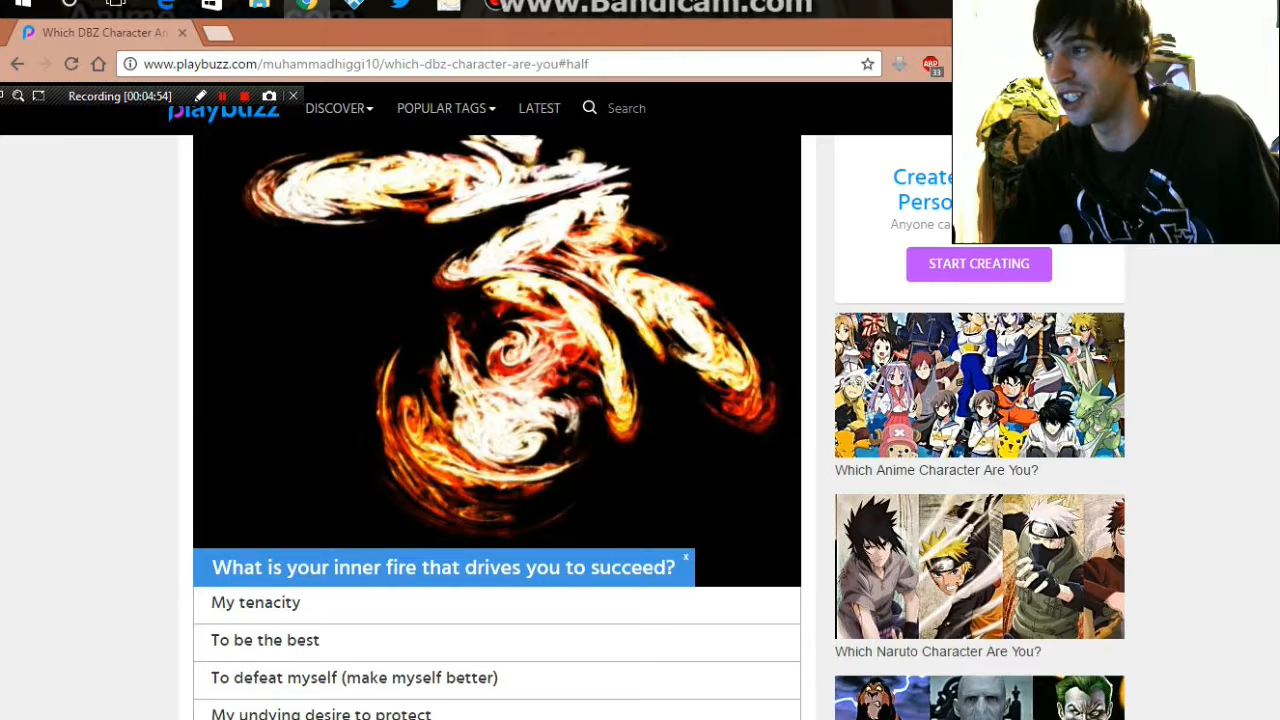 www.Bandicam.com
Which DBZ Character Ar
www.playbuzz.com/muhammadhiggi10/which-dbz-character-are-you#half
ABP
33
Recording [00:04:54]
playbuzz
DISCOVER
POPULAR TAGS
LATEST
Search
Create
Perso
Anyone ca
START CREATING
Which Anime Character Are You?
What is your inner fire that drives you to succeed?
x
My tenacity
To be the best
To defeat myself (make myself better)
My undying desire to protect
Which Naruto Character Are You?